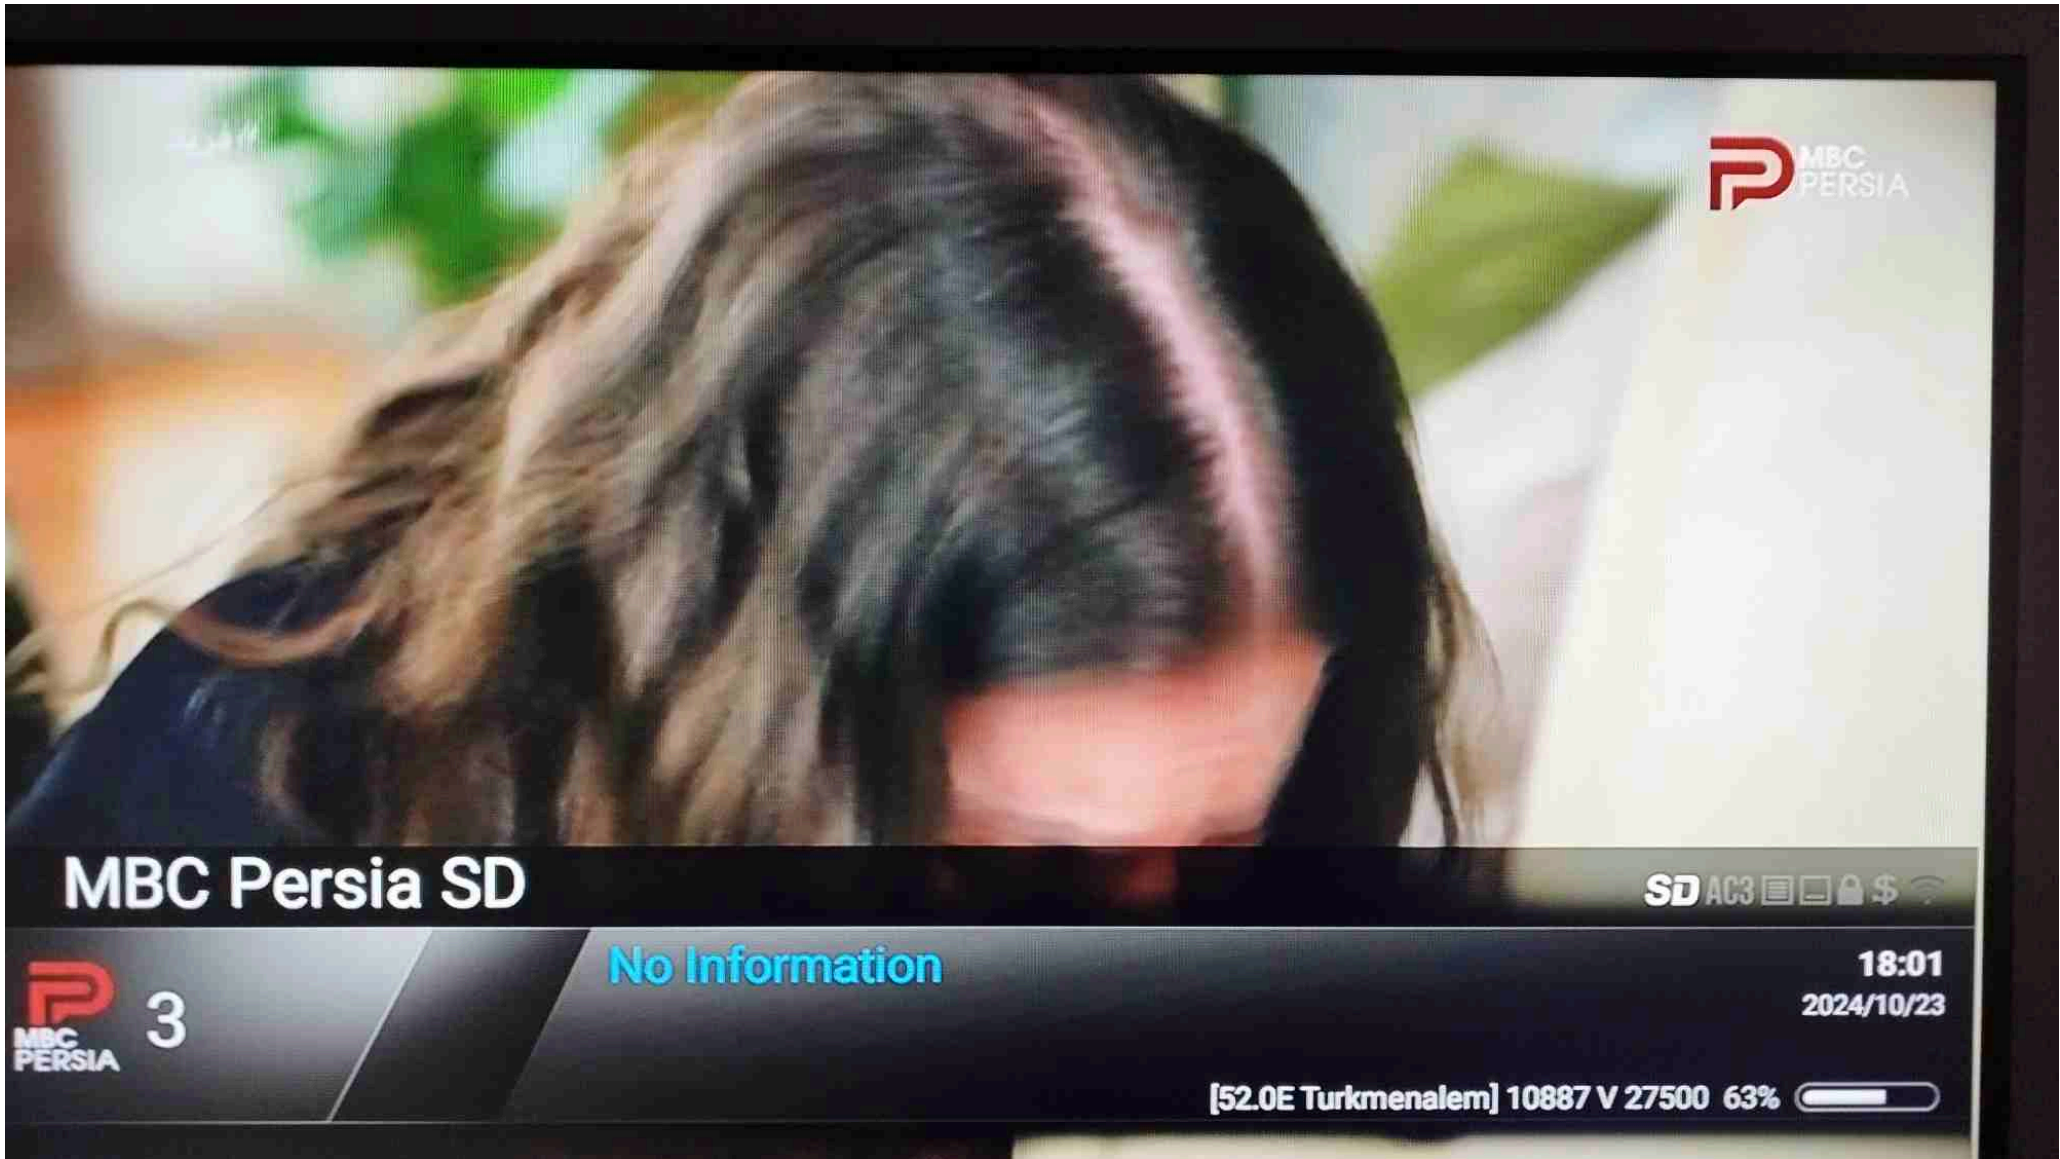 MBC
PERSIA
MBC Persia SD
SD AC3 $
No Information
18:01
2024/10/23
3
MBC
PERSIA
[52.0E Turkmenalem] 10887 V 27500 63%